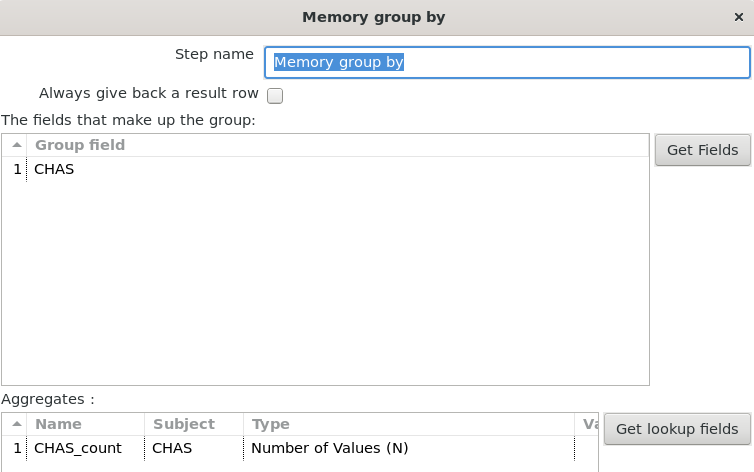 Memory group by ×
Step name Memory group by
Always give back a result row
The fields that make up the group:
Group field
Get Fields
1 CHAS
Aggregates :
Name Subject Type Va
Get lookup fields
1 CHAS_count CHAS Number of Values (N)